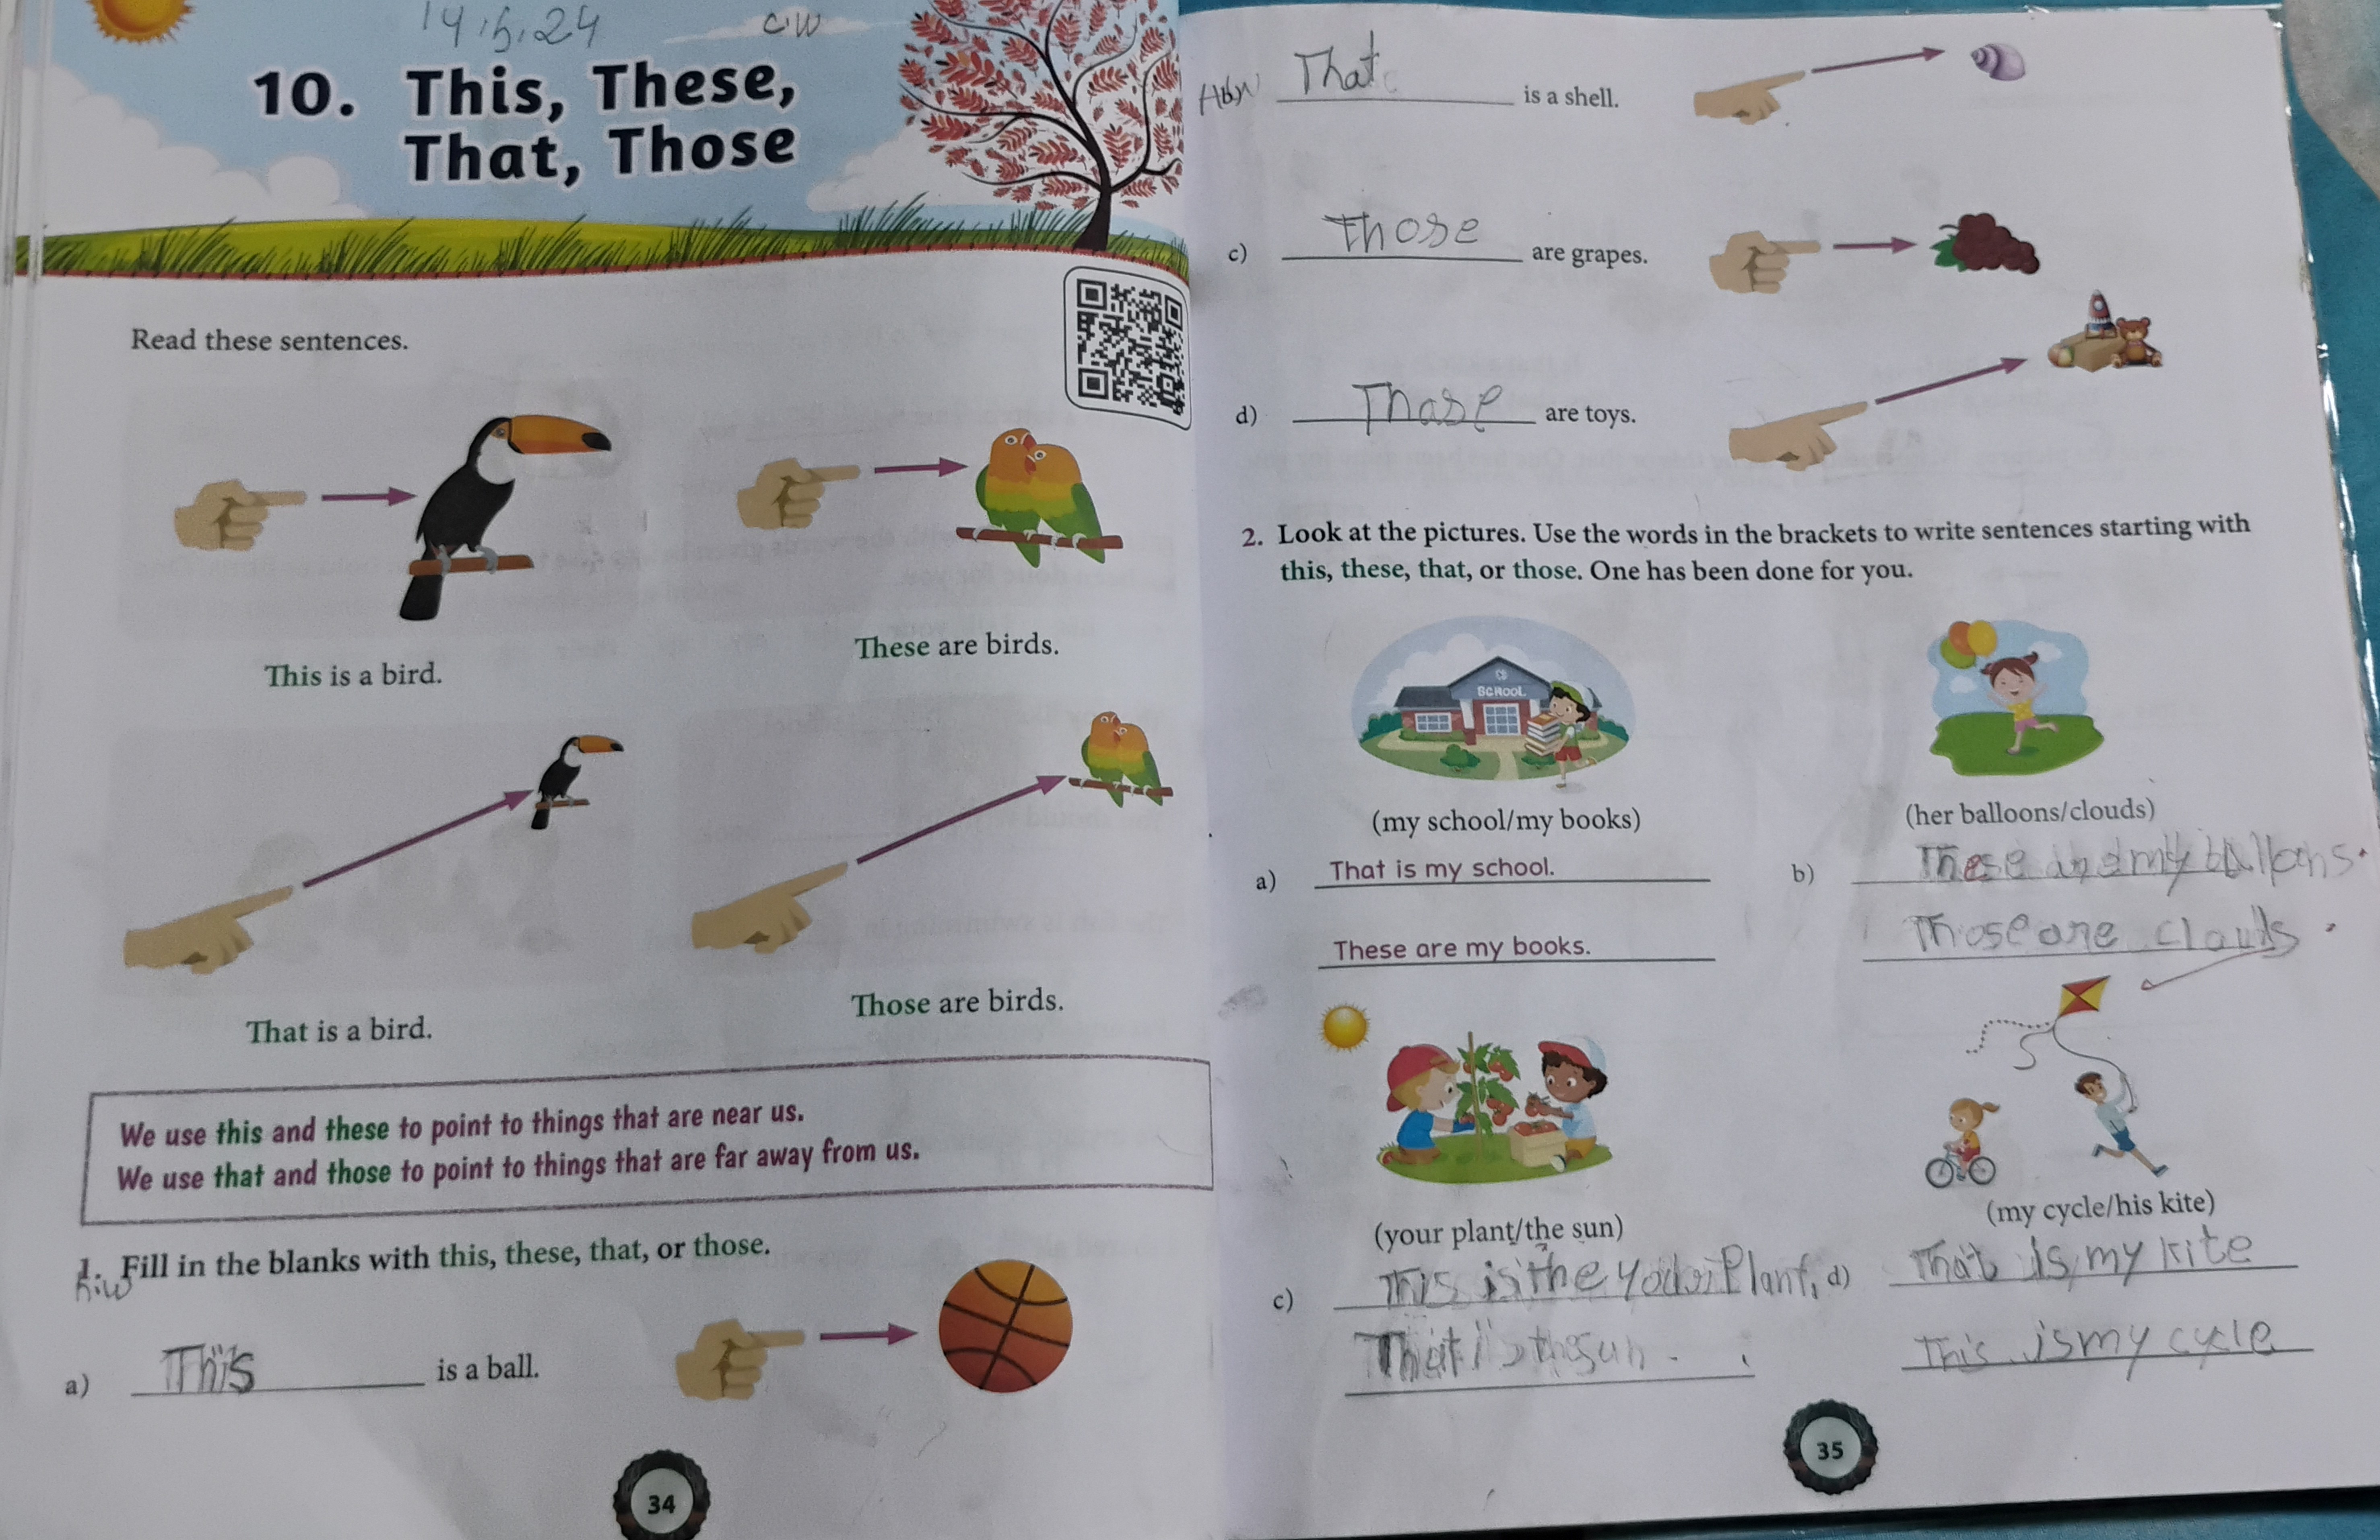 14.5.24 CW
10. This, These,
That, Those
Read these sentences.
This is a bird.
These are birds.
That is a bird.
Those are birds.
We use this and these to point to things that are near us.
We use that and those to point to things that are far away from us.
1. Fill in the blanks with this, these, that, or those.
h.w
a) This is a ball.
34
That is a shell.
c) Those are grapes.
d) Those are toys.
2. Look at the pictures. Use the words in the brackets to write sentences starting with
this, these, that, or those. One has been done for you.
SCHOOL
(my school/my books)
a) That is my school.
These are my books.
(her balloons/clouds)
b) These are my ballons.
Those are clouds.
(your plant/the sun)
c) This is the your Plant.
That is the sun.
(my cycle/his kite)
d) That is my kite
This is my cycle
35